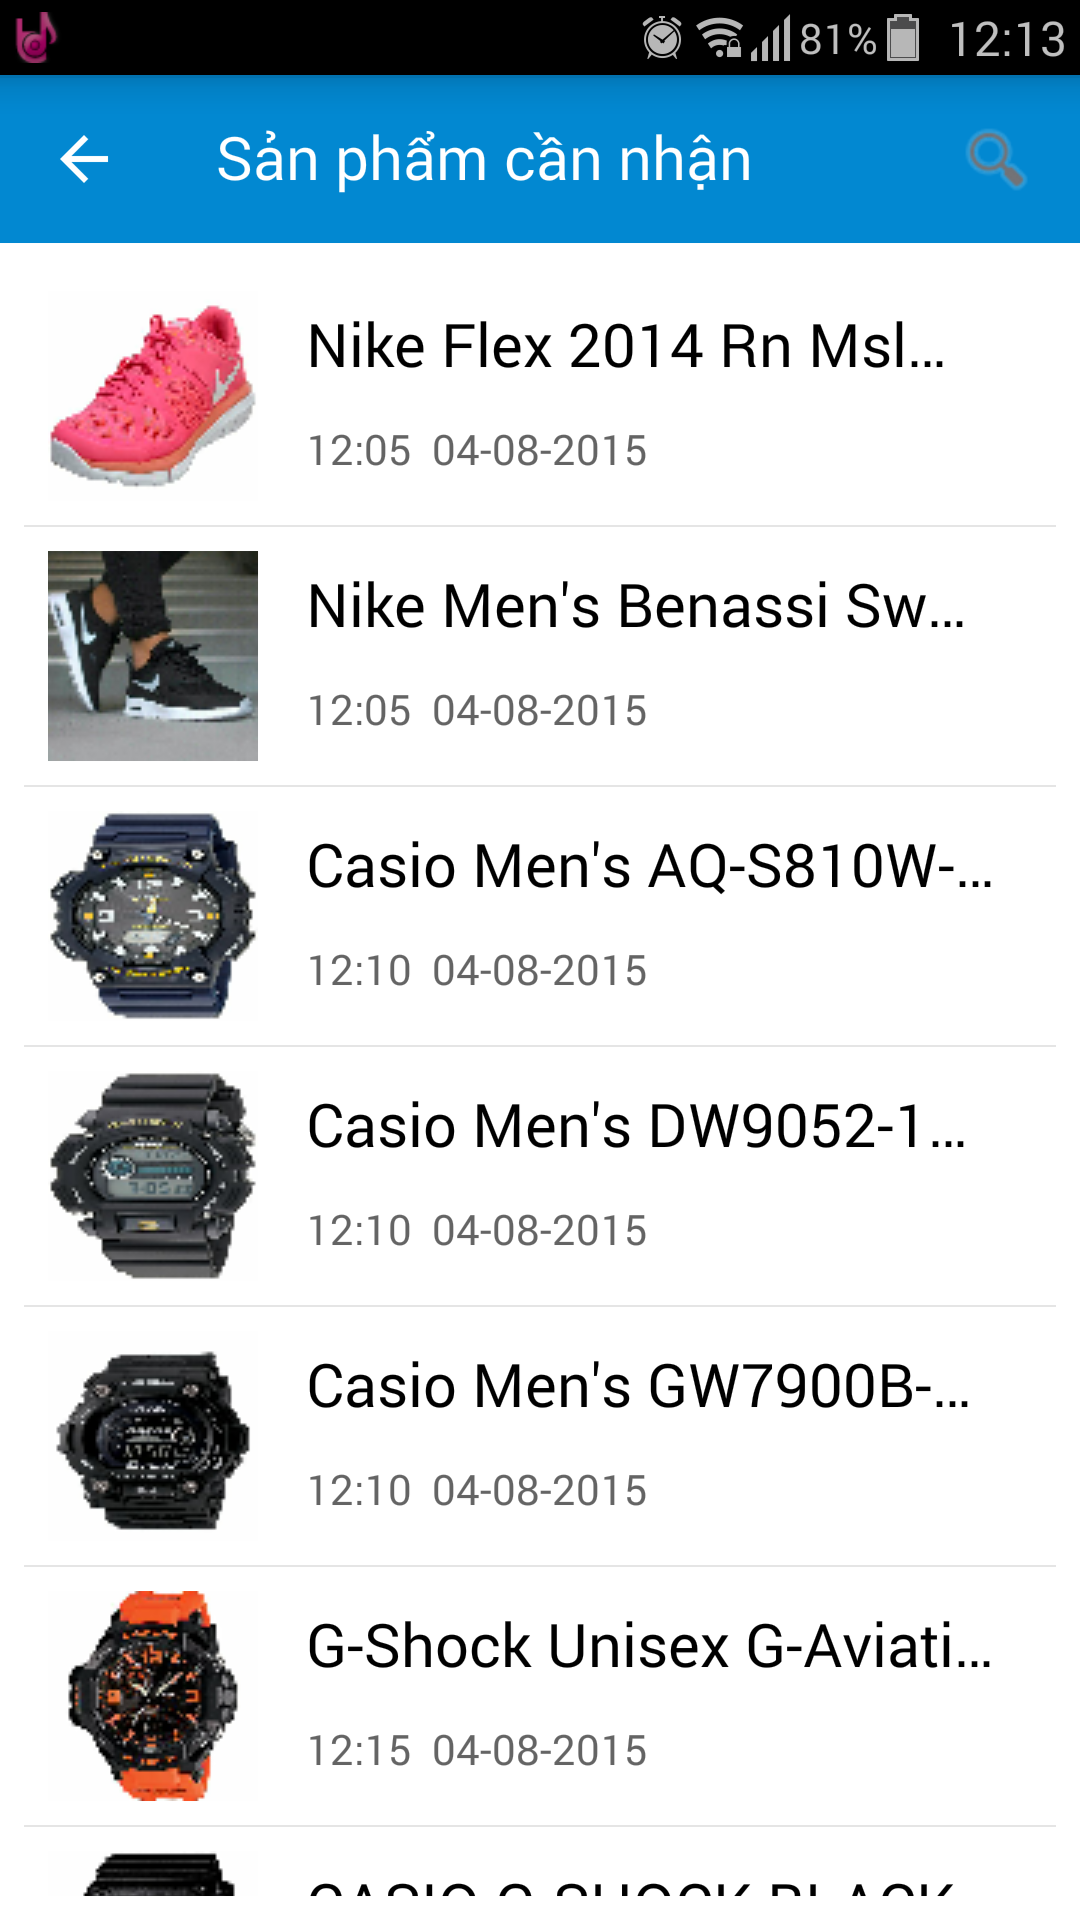 81% 12:13
Sản phẩm cần nhận
Nike Flex 2014 Rn Msl...
12:05 04-08-2015
Nike Men's Benassi Sw...
12:05 04-08-2015
Casio Men's AQ-S810W-...
12:10 04-08-2015
Casio Men's DW9052-1...
12:10 04-08-2015
Casio Men's GW7900B-...
12:10 04-08-2015
G-Shock Unisex G-Aviati...
12:15 04-08-2015
CASIO G-SHOCK BLACK